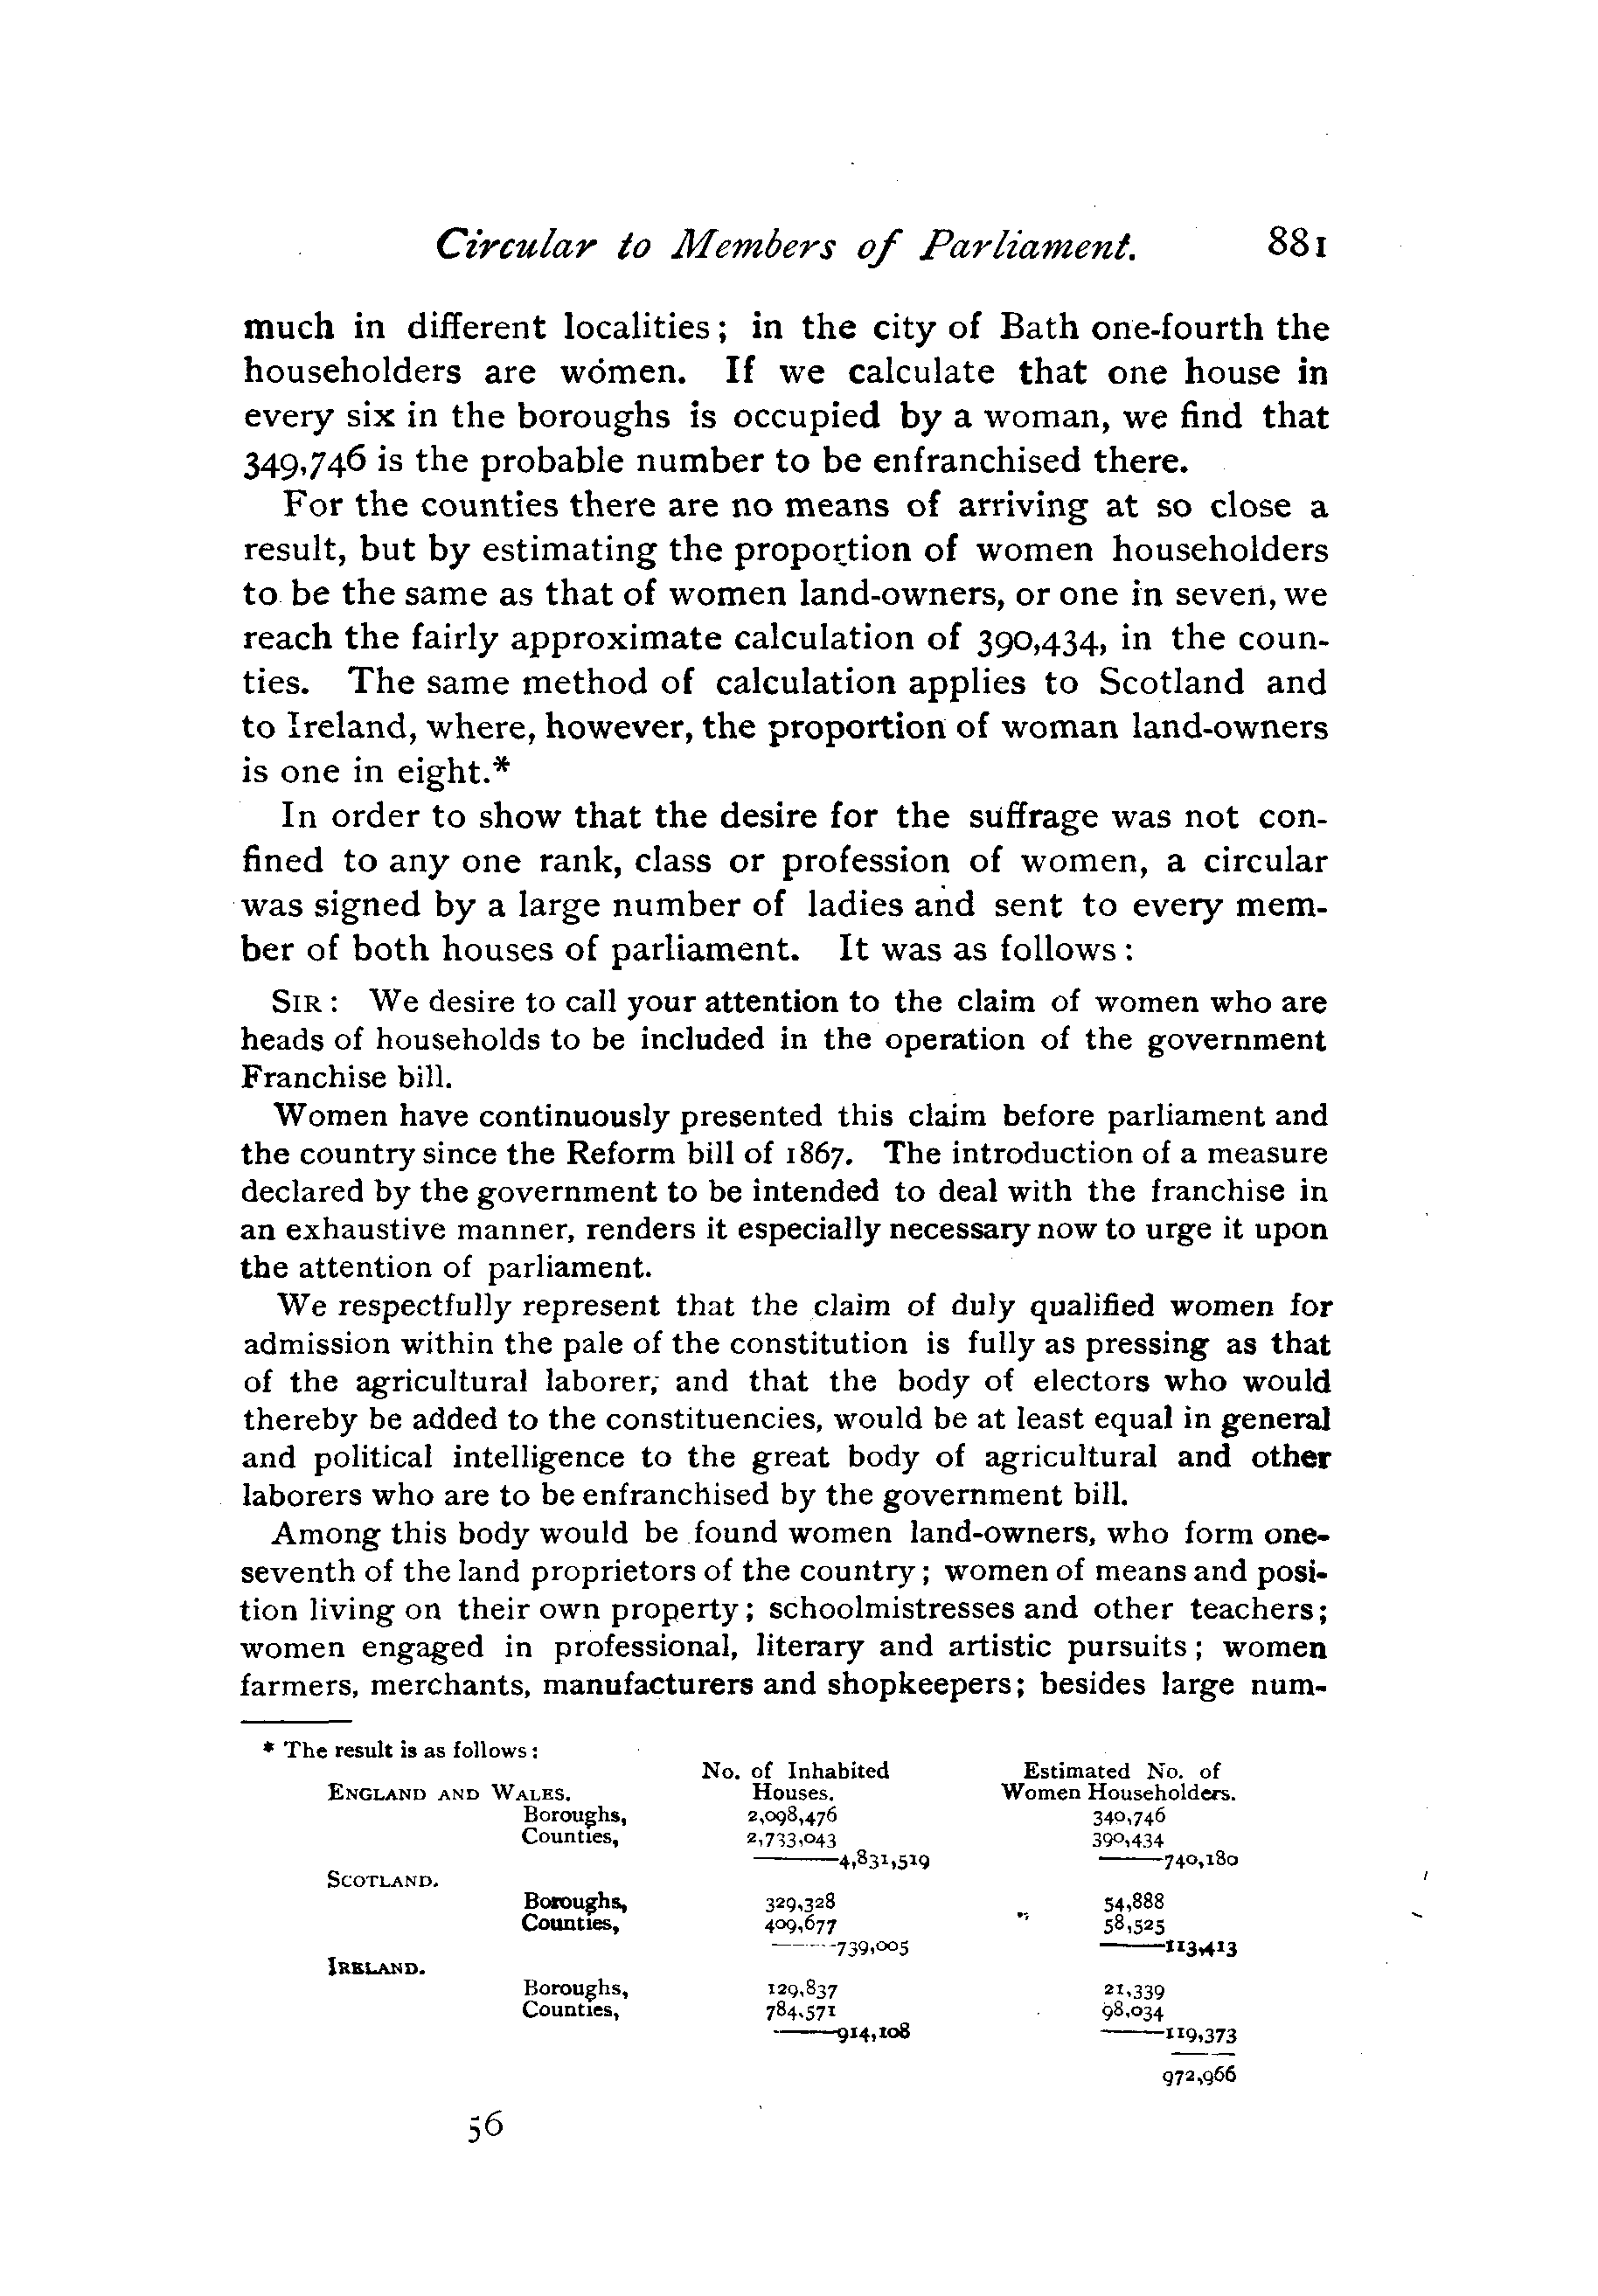 Circular to Members of Parliament. 881
much in different localities; in the city of Bath one-fourth the
householders are women. If we calculate that one house in
every six in the boroughs is occupied by a woman, we find that
349,746 is the probable number to be enfranchised there.
For the counties there are no means of arriving at so close a
result, but by estimating the proportion of women householders
to be the same as that of women land-owners, or one in seven, we
reach the fairly approximate calculation of 390,434, in the coun-
ties. The same method of calculation applies to Scotland and
to Ireland, where, however, the proportion of woman land-owners
is one in eight.*
In order to show that the desire for the suffrage was not con-
fined to any one rank, class or profession of women, a circular
was signed by a large number of ladies and sent to every mem-
ber of both houses of parliament. It was as follows:
SIR: We desire to call your attention to the claim of women who are
heads of households to be included in the operation of the government
Franchise bill.
Women have continuously presented this claim before parliament and
the country since the Reform bill of 1867. The introduction of a measure
declared by the government to be intended to deal with the franchise in
an exhaustive manner, renders it especially necessary now to urge it upon
the attention of parliament.
We respectfully represent that the claim of duly qualified women for
admission within the pale of the constitution is fully as pressing as that
of the agricultural laborer, and that the body of electors who would
thereby be added to the constituencies, would be at least equal in general
and political intelligence to the great body of agricultural and other
laborers who are to be enfranchised by the government bill.
Among this body would be found women land-owners, who form one-
seventh of the land proprietors of the country; women of means and posi-
tion living on their own property; schoolmistresses and other teachers;
women engaged in professional, literary and artistic pursuits; women
farmers, merchants, manufacturers and shopkeepers; besides large num-
* The result is as follows:
No. of Inhabited Estimated No. of
ENGLAND AND WALES. Houses. Women Householders.
Boroughs, 2,098,476 340,746
Counties, 2,733,043 390,434
4,831,519 740,180
SCOTLAND.
Boroughs, 329,328 54,888
Counties, 409,677 58,525
739,005 113,413
IRELAND.
Boroughs, 129,837 21,339
Counties, 784,571 98,034
914,108 119,373
972,966
56